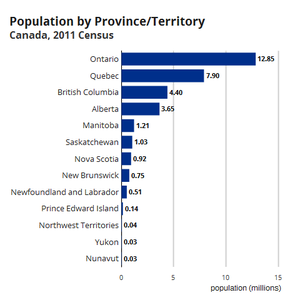 Population by Province/Territory
Canada, 2011 Census
Ontario 12.85
Quebec 7.90
British Columbia 4.40
Alberta 3.65
Manitoba 1.21
Saskatchewan 1.03
Nova Scotia 0.92
New Brunswick 0.75
Newfoundland and Labrador 0.51
Prince Edward Island 0.14
Northwest Territories 0.04
Yukon 0.03
Nunavut 0.03
0 5 10 15
population (millions)